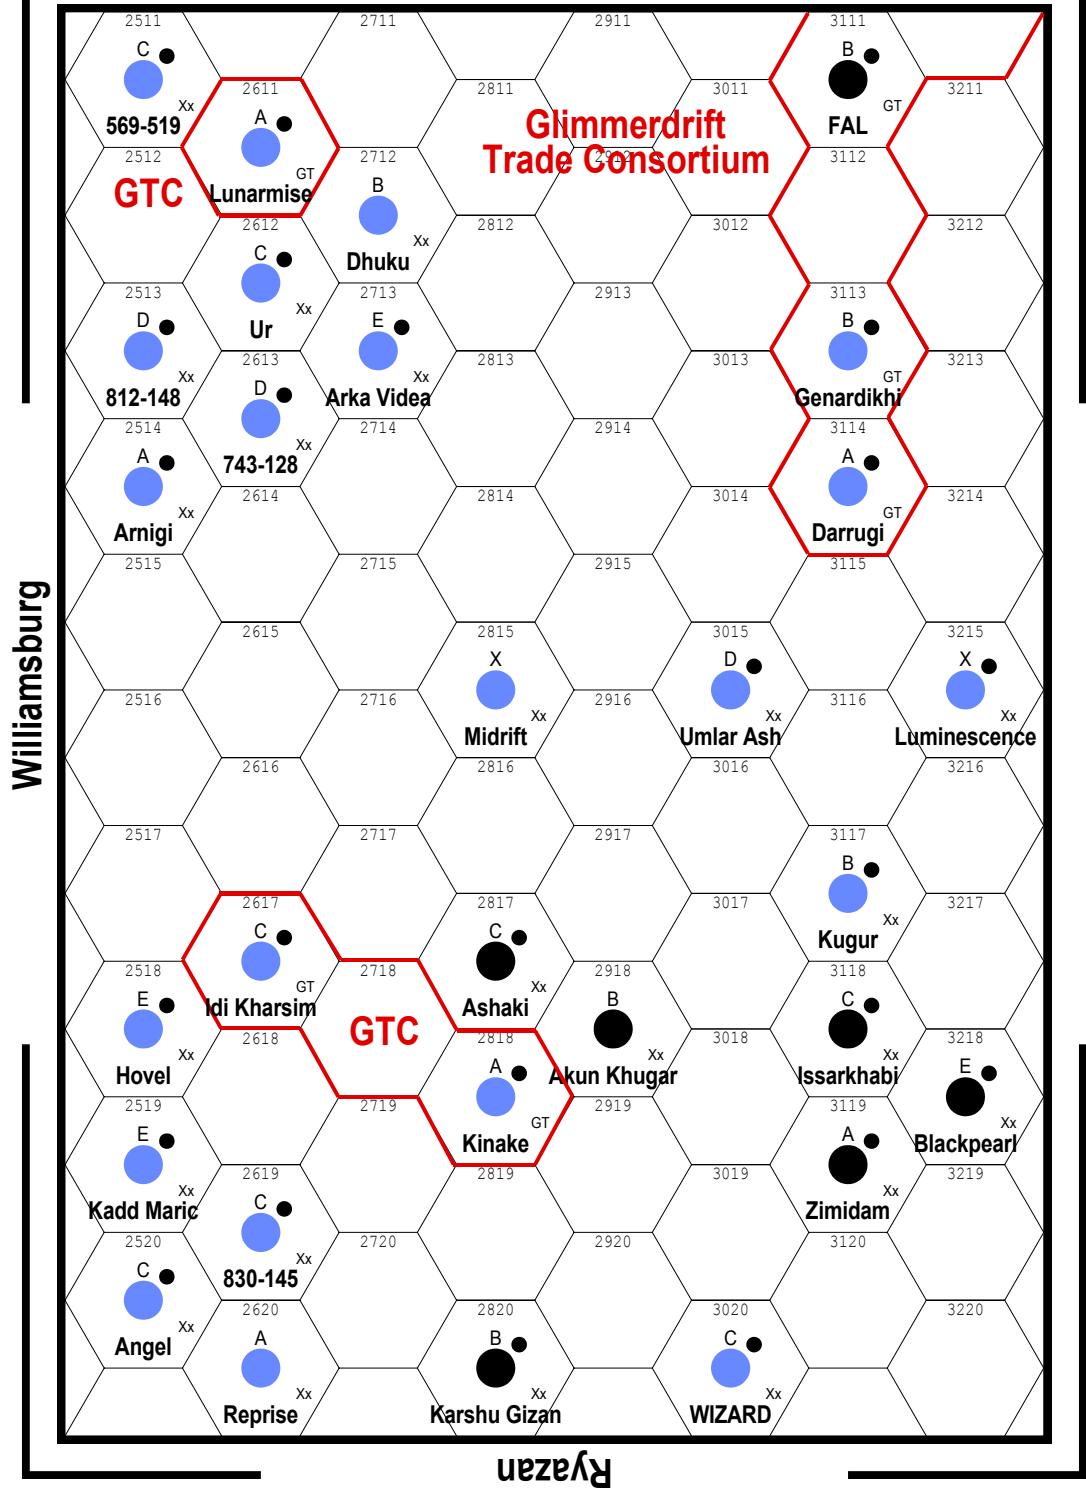 2511 2711 2911 3111
C B
2611 2811 3011 3211
Xx GT
569-519 A Glimmerdrift FAL
2512 2712 Trade Consortium 2912 3112
GTC GT B
Lunarmise
2612 2812 3012 3212
C Xx
Dhuku
2513 2713 2913 3113
D Xx E B
Ur
2613 2813 3013 3213
Xx D Xx GT
812-148 Arka Videa Genardikhi
2514 2714 2914 3114
A Xx A
743-128
2614 2814 3014 3214
Xx GT
Arnigi Darrugi
2515 2715 2915 3115
2615 2815 3015 3215
X D X
2516 2716 2916 3116
Xx Xx Xx
Midrift Umlar Ash Luminescence
2616 2816 3016 3216
2517 2717 2917 3117
B
2617 2817 3017 3217
C C Xx
Kugur
2518 2718 2918 3118
E GT Xx B C
Idi Kharsim GTC Ashaki
2618 2818 3018 3218
Xx A Xx Xx E
Hovel Akun Khugar Issarkhabi
2519 2719 2919 3119
E GT A Xx
Kinake Blackpearl
2619 2819 3019 3219
Xx C Xx
Kadd Maric Zimidam
2520 2720 2920 3120
C Xx
830-145
2620 2820 3020 3220
Xx A B C
Angel
Xx Xx Xx
Reprise Karshu Gizan WIZARD
Williamsburg
Ryazan